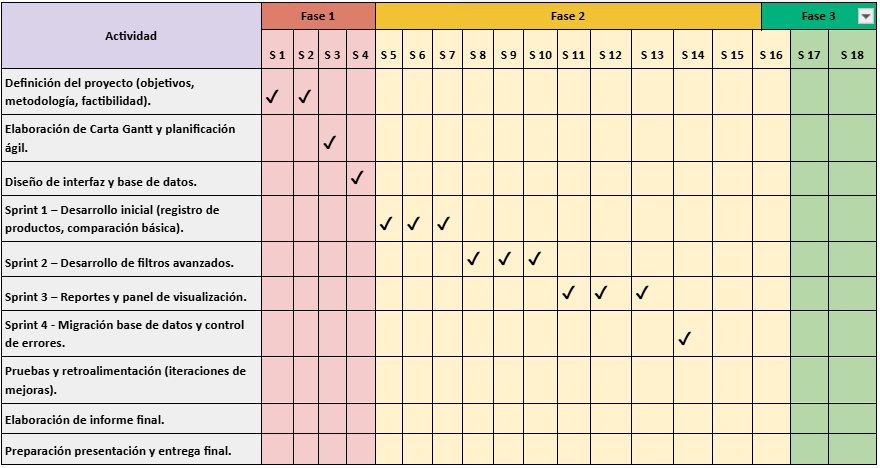 Actividad
Fase 1
Fase 2
Fase 3
S 1
S 2
S 3
S 4
S 5
S 6
S 7
S 8
S 9
S 10
S 11
S 12
S 13
S 14
S 15
S 16
S 17
S 18
Definición del proyecto (objetivos,
metodología, factibilidad).
✓ ✓
Elaboración de Carta Gantt y planificación
ágil.
✓
Diseño de interfaz y base de datos.
✓
Sprint 1 – Desarrollo inicial (registro de
productos, comparación básica).
✓ ✓ ✓
Sprint 2 – Desarrollo de filtros avanzados.
✓ ✓ ✓
Sprint 3 – Reportes y panel de visualización.
✓ ✓ ✓
Sprint 4 - Migración base de datos y control
de errores.
✓
Pruebas y retroalimentación (iteraciones de
mejoras).
Elaboración de informe final.
Preparación presentación y entrega final.